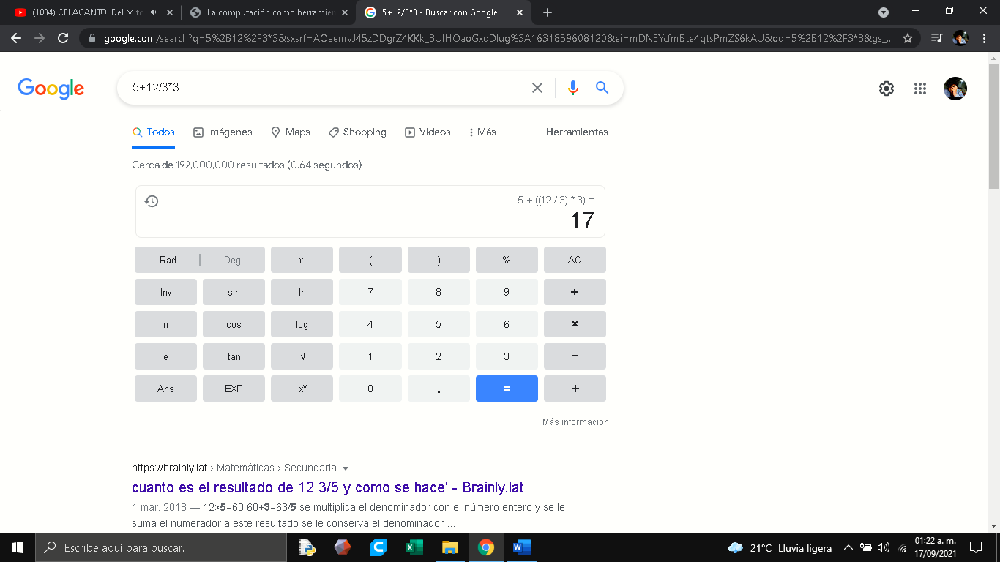 (1034) CELACANTO: Del Mito
La computación como herramien
5+12/3*3 - Buscar con Google
google.com/search?q=5%2B12%2F3*3&sxsrf=AOaemvJ45zDDgrZ4KKk_3UIHOaoGxqDlug%3A1631859608120&ei=mDNEYcfmBte4qtsPmZS6kAU&oq=5%2B12%2F3*3&gs_...
Google
5+12/3*3
Todos Imágenes Maps Shopping Videos Más Herramientas
Cerca de 192,000,000 resultados (0.64 segundos)
5 + ((12 / 3) * 3) =
17
Rad | Deg x! ( ) % AC
Inv sin ln 7 8 9 ÷
π cos log 4 5 6 ×
e tan √ 1 2 3 −
Ans EXP xʸ 0 . = +
Más información
https://brainly.lat › Matemáticas › Secundaria
cuanto es el resultado de 12 3/5 y como se hace' - Brainly.lat
1 mar. 2018 — 12×5=60 60+3=63/5 se multiplica el denominador con el número entero y se le
suma el numerador a este resultado se le conserva el denominador ...
Escribe aquí para buscar.
21°C Lluvia ligera
01:22 a. m.
17/09/2021